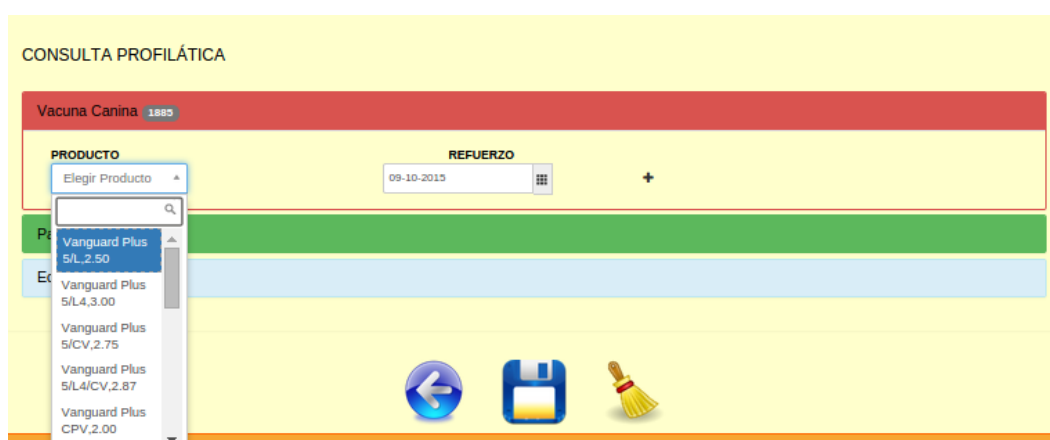 CONSULTA PROFILÁTICA
Vacuna Canina 1885
PRODUCTO
REFUERZO
Elegir Producto
09-10-2015
Vanguard Plus
5/L,2.50
Vanguard Plus
5/L4,3.00
Vanguard Plus
5/CV,2.75
Vanguard Plus
5/L4/CV,2.87
Vanguard Plus
CPV,2.00